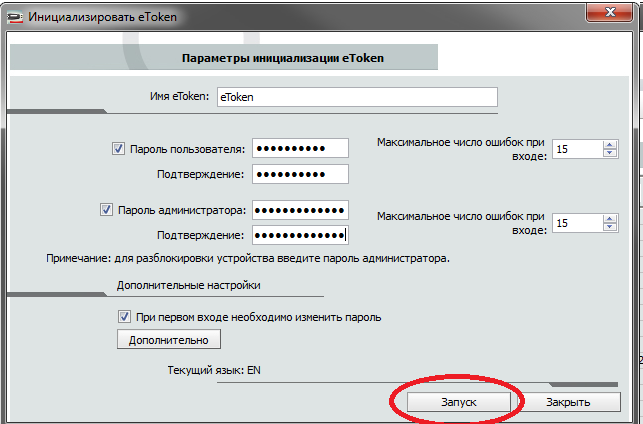 Инициализировать eToken
Параметры инициализации eToken
Имя eToken: eToken
Пароль пользователя: ●●●●●●●●●●
Максимальное число ошибок при
входе: 15
Подтверждение: ●●●●●●●●●●
Пароль администратора: ●●●●●●●●●●●●●
Максимальное число ошибок при
входе: 15
Подтверждение: ●●●●●●●●●●●●●
Примечание: для разблокировки устройства введите пароль администратора.
Дополнительные настройки
При первом входе необходимо изменить пароль
Дополнительно
Текущий язык: EN
Запуск Закрыть